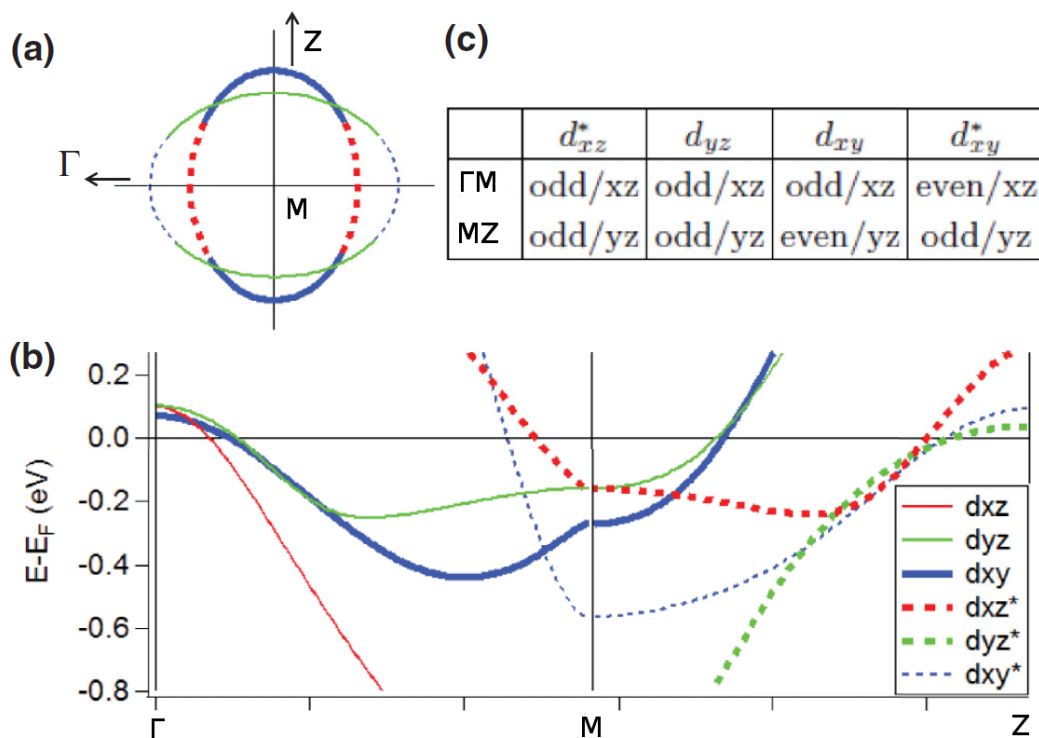 (a)
Z
Γ
M
(c)
d*xz dyz dxy d*xy
ΓM odd/xz odd/xz odd/xz even/xz
MZ odd/yz odd/yz even/yz odd/yz
(b)
E-EF (eV)
0.2
0.0
-0.2
-0.4
-0.6
-0.8
dxz
dyz
dxy
dxz*
dyz*
dxy*
Γ M Z